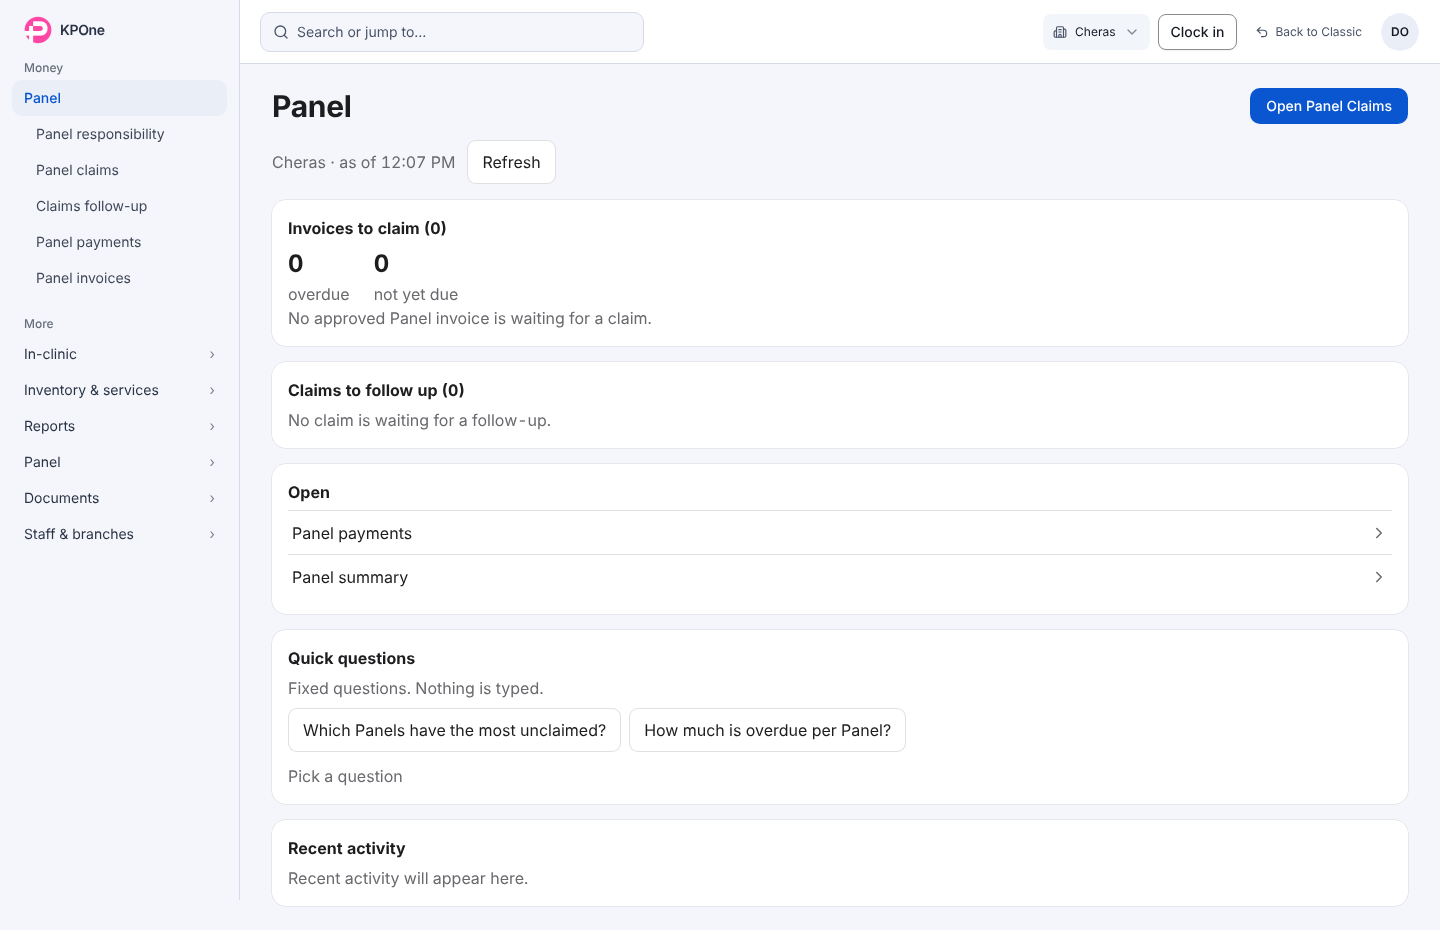 KPOne
Money
Panel
Panel responsibility
Panel claims
Claims follow-up
Panel payments
Panel invoices
More
In-clinic
Inventory & services
Reports
Panel
Documents
Staff & branches
Search or jump to...
Cheras
Clock in
Back to Classic
DO
Panel
Open Panel Claims
Cheras · as of 12:07 PM
Refresh
Invoices to claim (0)
0 0
overdue not yet due
No approved Panel invoice is waiting for a claim.
Claims to follow up (0)
No claim is waiting for a follow-up.
Open
Panel payments
Panel summary
Quick questions
Fixed questions. Nothing is typed.
Which Panels have the most unclaimed?
How much is overdue per Panel?
Pick a question
Recent activity
Recent activity will appear here.